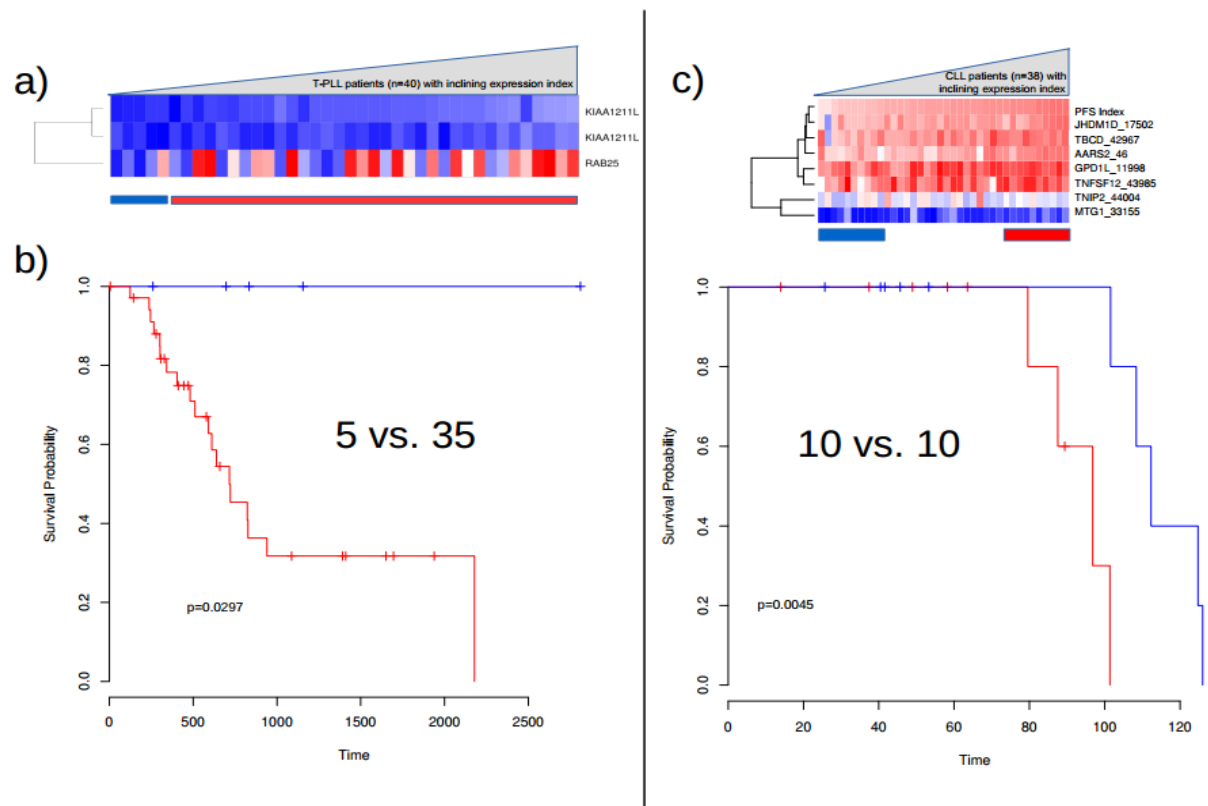 a)
T-PLL patients (n=40) with inclining expression index
KIAA1211L
KIAA1211L
RAB25
b)
1.0
0.8
0.6
0.4
0.2
0.0
Survival Probability
5 vs. 35
p=0.0297
0
500
1000
1500
2000
2500
Time
c)
CLL patients (n=38) with
inclining expression index
PFS Index
JHDM1D_17502
TBCD_42967
AARS2_46
GPD1L_11998
TNFSF12_43985
TNIP2_44004
MTG1_33155
1.0
0.8
0.6
0.4
0.2
0.0
Survival Probability
10 vs. 10
p=0.0045
0
20
40
60
80
100
120
Time